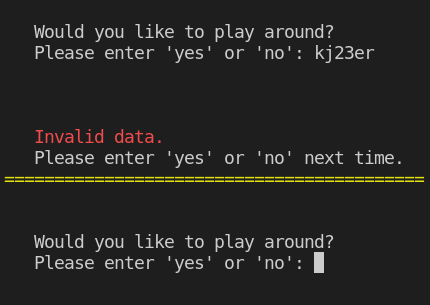 Would you like to play around?
Please enter 'yes' or 'no': kj23er
Invalid data.
Please enter 'yes' or 'no' next time.
==========================================
Would you like to play around?
Please enter 'yes' or 'no':